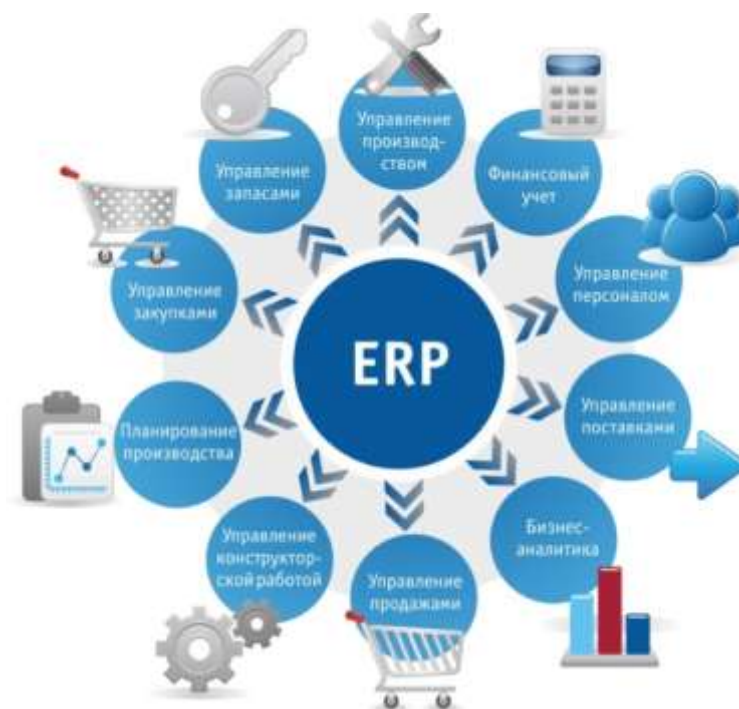 Управление
производ-
ством
Финансовый
учет
Управление
персоналом
Управление
поставками
Бизнес-
аналитика
Управление
продажами
Управление
конструктор-
ской работой
Планирование
производства
Управление
закупками
Управление
запасами
ERP